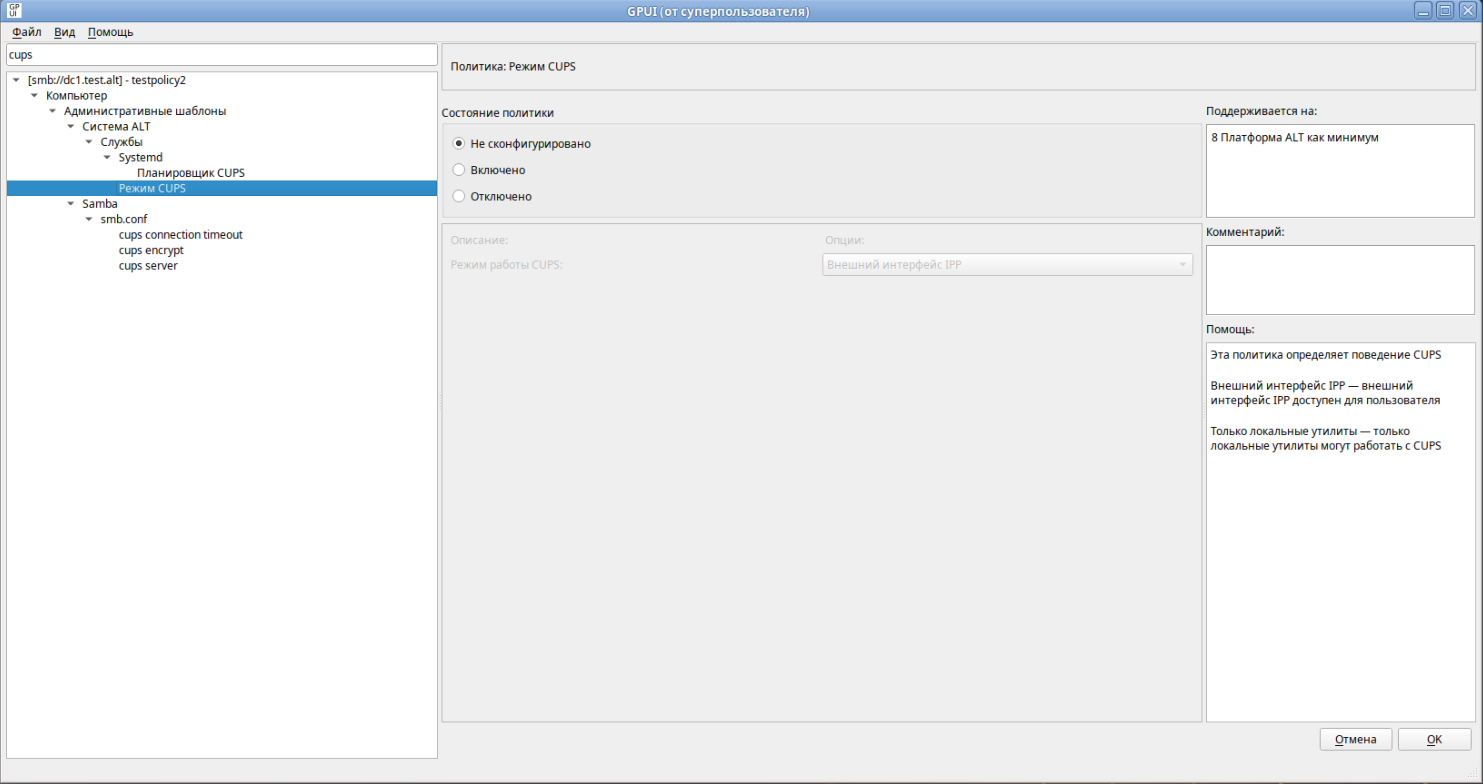 GPUI
GPUI (от суперпользователя)
Файл Вид Помощь
cups
[smb://dc1.test.alt] - testpolicy2
Компьютер
Административные шаблоны
Система ALT
Службы
Systemd
Планировщик CUPS
Режим CUPS
Samba
smb.conf
cups connection timeout
cups encrypt
cups server
Политика: Режим CUPS
Состояние политики
Не сконфигурировано
Включено
Отключено
Описание: Опции:
Режим работы CUPS: Внешний интерфейс IPP
Поддерживается на:
8 Платформа ALT как минимум
Комментарий:
Помощь:
Эта политика определяет поведение CUPS
Внешний интерфейс IPP — внешний
интерфейс IPP доступен для пользователя
Только локальные утилиты — только
локальные утилиты могут работать с CUPS
Отмена OK